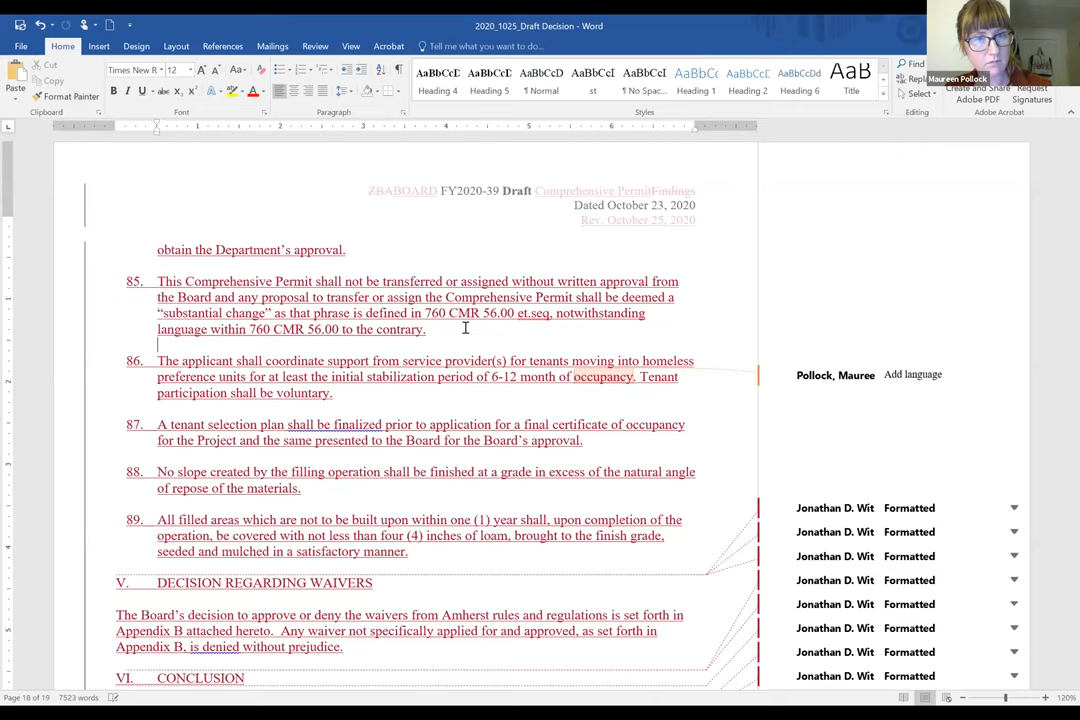 2020_1025_Draft Decision - Word
File Home Insert Design Layout References Mailings Review View Acrobat Tell me what you want to do...
Maureen Pollock
Paste
Cut
Copy
Format Painter
Times New R 12
AaBbCcD AaBbCcD AaBbCcD AaBbCcI AaBbCcI AaBbCc AaBbCcI AaBbCcDd AaB
Heading 4 Heading 5 ¶ Normal st ¶ No Spac... Heading 1 Heading 2 Heading 6 Title
Find
Select
Create and Share Request
Adobe PDF Signatures
Clipboard Font Paragraph Styles Editing Adobe Acrobat
ZBABOARD FY2020-39 Draft Comprehensive PermitFindings
Dated October 23, 2020
Rev. October 25, 2020
obtain the Department's approval.
85. This Comprehensive Permit shall not be transferred or assigned without written approval from
the Board and any proposal to transfer or assign the Comprehensive Permit shall be deemed a
“substantial change” as that phrase is defined in 760 CMR 56.00 et.seq, notwithstanding
language within 760 CMR 56.00 to the contrary.
86. The applicant shall coordinate support from service provider(s) for tenants moving into homeless
preference units for at least the initial stabilization period of 6-12 month of occupancy. Tenant
participation shall be voluntary.
Pollock, Mauree Add language
87. A tenant selection plan shall be finalized prior to application for a final certificate of occupancy
for the Project and the same presented to the Board for the Board's approval.
88. No slope created by the filling operation shall be finished at a grade in excess of the natural angle
of repose of the materials.
89. All filled areas which are not to be built upon within one (1) year shall, upon completion of the
operation, be covered with not less than four (4) inches of loam, brought to the finish grade,
seeded and mulched in a satisfactory manner.
V. DECISION REGARDING WAIVERS
The Board's decision to approve or deny the waivers from Amherst rules and regulations is set forth in
Appendix B attached hereto. Any waiver not specifically applied for and approved, as set forth in
Appendix B, is denied without prejudice.
VI. CONCLUSION
Jonathan D. Wit Formatted
Jonathan D. Wit Formatted
Jonathan D. Wit Formatted
Jonathan D. Wit Formatted
Jonathan D. Wit Formatted
Jonathan D. Wit Formatted
Jonathan D. Wit Formatted
Jonathan D. Wit Formatted
Page 18 of 19 7523 words
120%